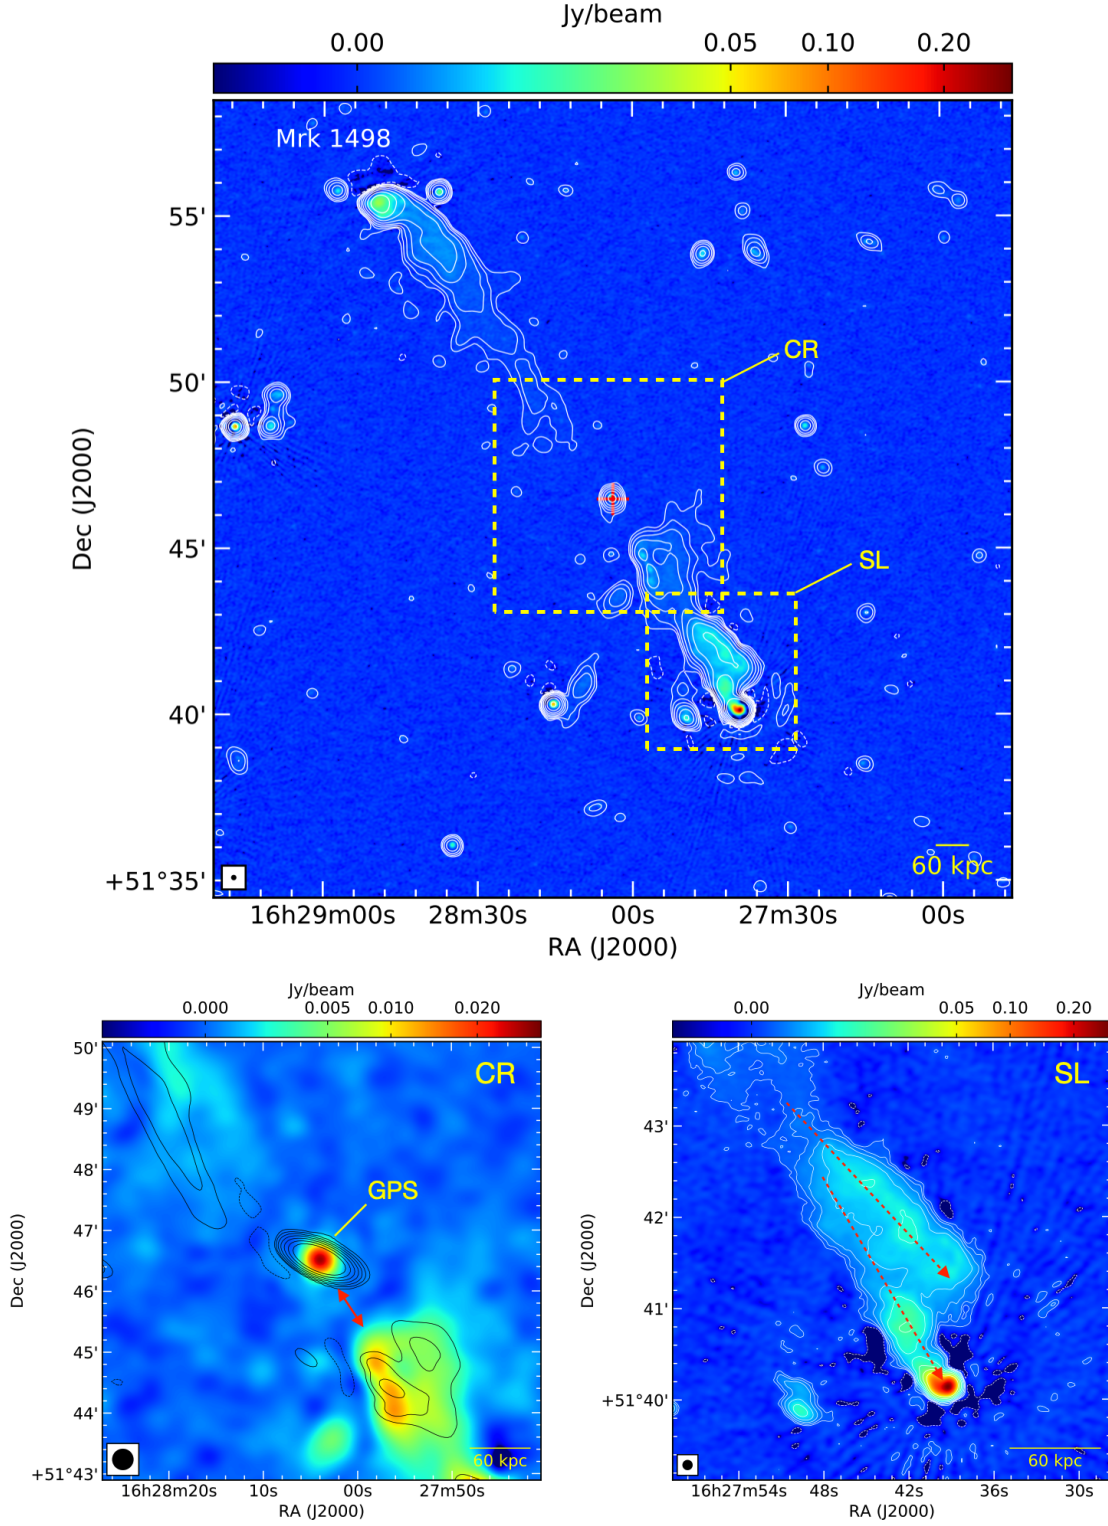 Jy/beam
0.00 0.05 0.10 0.20
Mrk 1498
55'
CR
50'
Dec (J2000)
45'
SL
40'
60 kpc
+51°35'
16h29m00s 28m30s 00s 27m30s 00s
RA (J2000)
Jy/beam
0.000 0.005 0.010 0.020
50'
CR
49'
48'
GPS
47'
Dec (J2000)
46'
45'
44'
60 kpc
+51°43'
16h28m20s 10s 00s 27m50s
RA (J2000)
Jy/beam
0.00 0.05 0.10 0.20
SL
43'
42'
Dec (J2000)
41'
+51°40'
60 kpc
16h27m54s 48s 42s 36s 30s
RA (J2000)